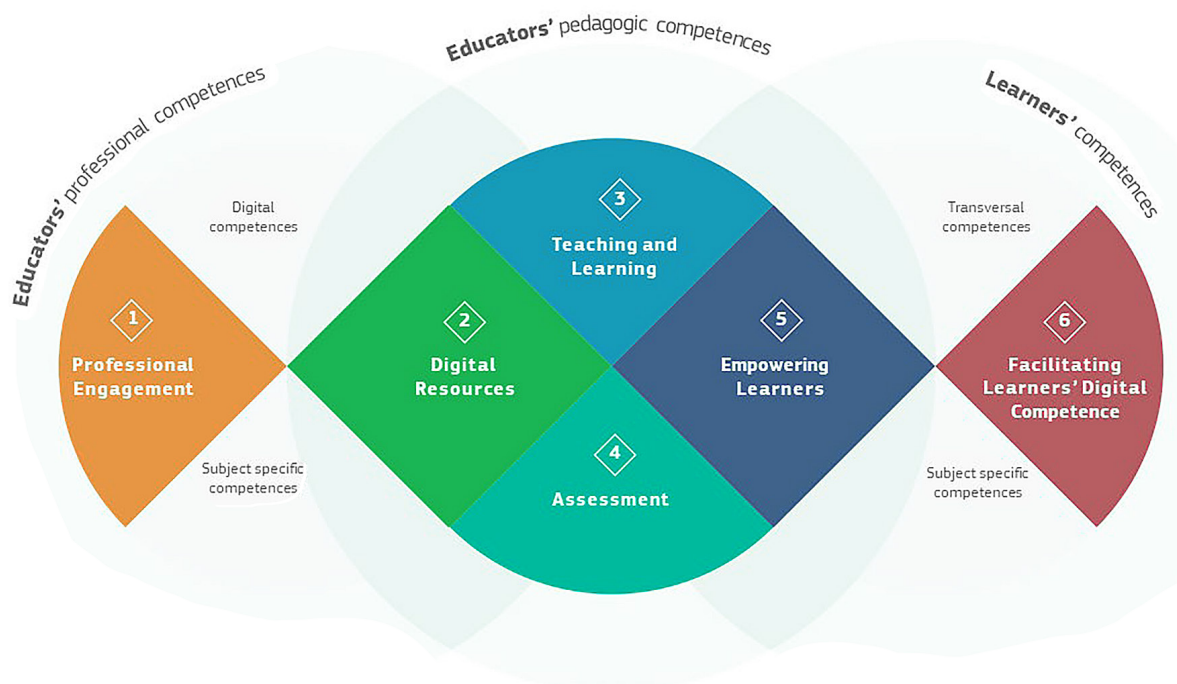 Educators’ professional competences
Educators’ pedagogic competences
Learners’ competences
Digital
competences
Transversal
competences
1
Professional
Engagement
2
Digital
Resources
3
Teaching and
Learning
4
Assessment
5
Empowering
Learners
6
Facilitating
Learners’ Digital
Competence
Subject specific
competences
Subject specific
competences